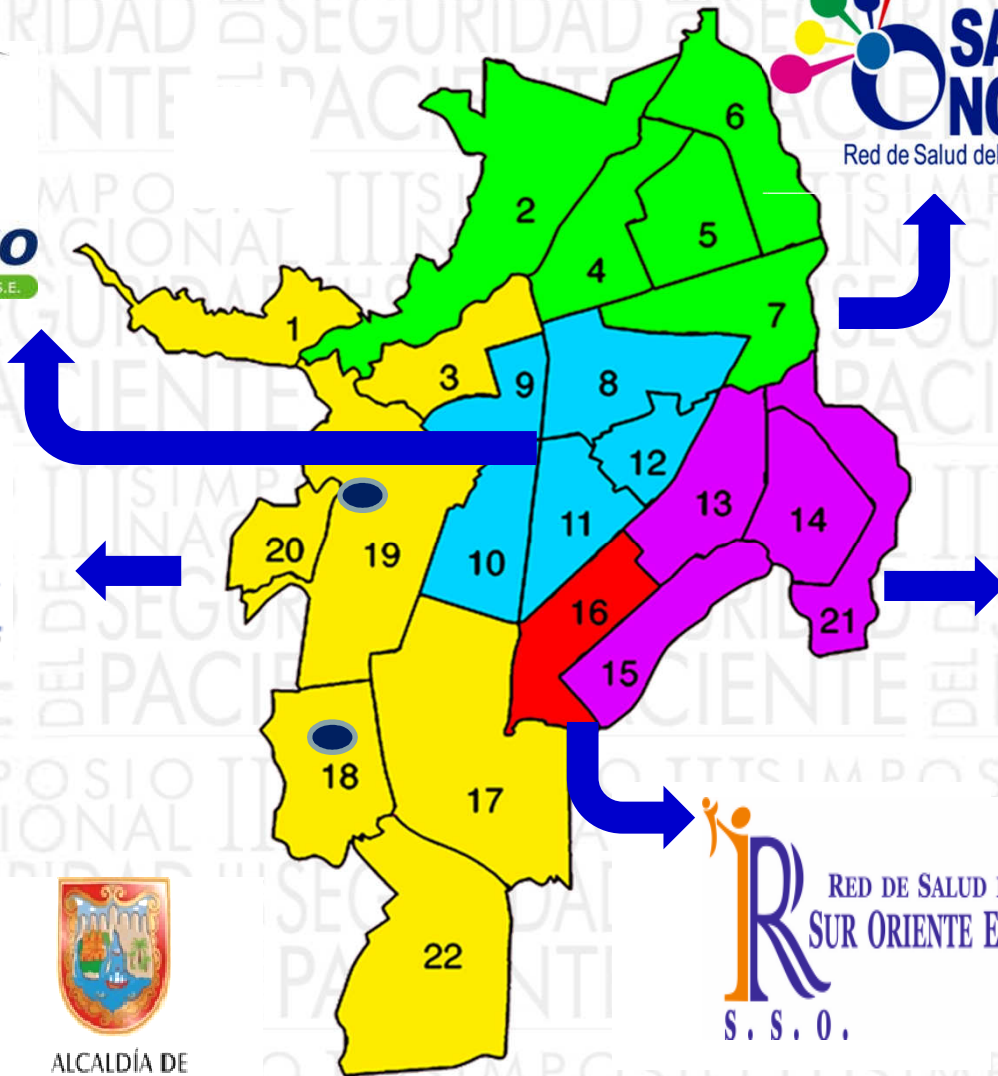 SA
NO
Red de Salud del
o
S.E.
6
2
5
4
7
1
3
9
8
12
13
14
11
20
19
10
16
21
15
18
17
22
RED DE SALUD
SUR ORIENTE E
S. S. O.
ALCALDÍA DE